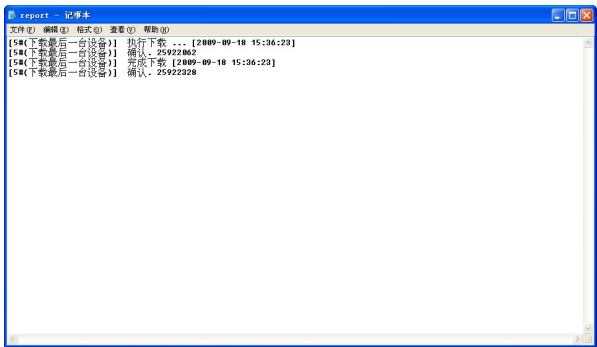 report - 记事本
文件(F) 编辑(E) 格式(O) 查看(V) 帮助(H)
[5#(下载最后一台设备)] 执行下载 ... [2009-09-18 15:36:23]
[5#(下载最后一台设备)] 确认. 25922062
[5#(下载最后一台设备)] 完成下载 [2009-09-18 15:36:23]
[5#(下载最后一台设备)] 确认. 25922328